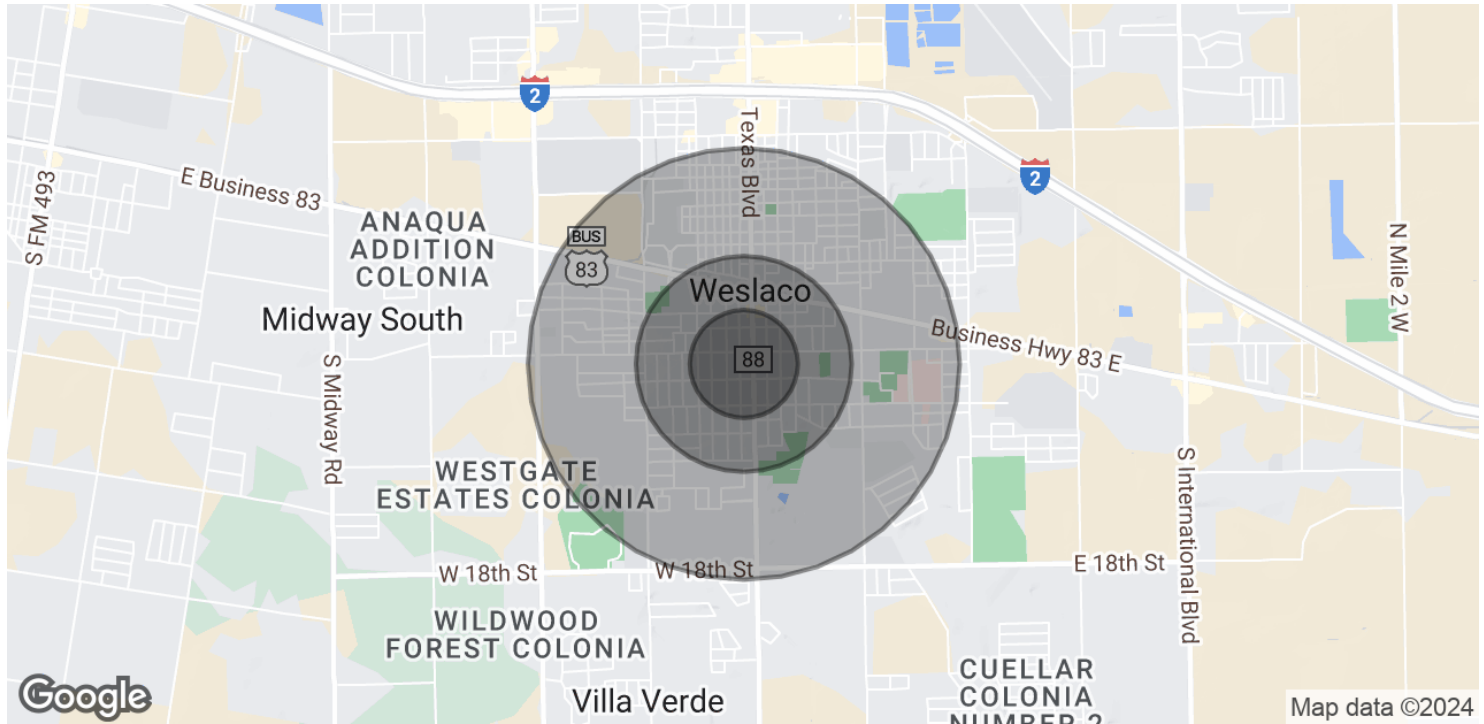 2
Texas Blvd
2
E Business 83
S FM 493
ANAQUA
ADDITION
COLONIA
BUS
83
N Mile 2 W
Weslaco
Midway South
Business Hwy 83 E
88
S Midway Rd
WESTGATE
ESTATES COLONIA
S International Blvd
W 18th St
W 18th St
E 18th St
WILDWOOD
FOREST COLONIA
CUELLAR
COLONIA
NUMBER 2
Villa Verde
Google
Map data ©2024